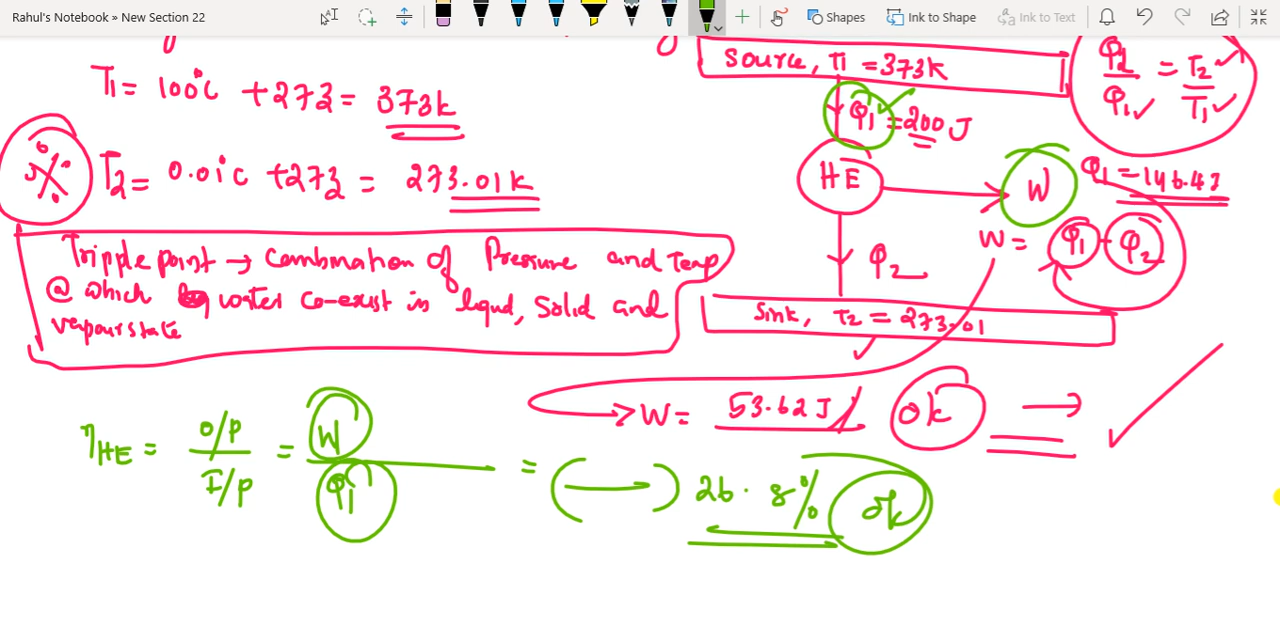 Rahul's Notebook » New Section 22
Shapes
Ink to Shape
Ink to Text
T1 = 100°C + 273 = 373k
T2 = 0.01°C + 273 = 273.01k
Tripple point → Combination of Pressure and Temp
@ which water Co-exist in liqud, Solid and
vapour state
Source, T1 = 373k
Q1 = 200 J
HE
W
Q2
Sink, T2 = 273.01
Q2/Q1 = T2/T1
Q1 = 146.4J
W = Q1 - Q2
W = 53.62 J
ok
ηHE = O/P / I/P = W / Q1 = ( — ) 26.8% ok